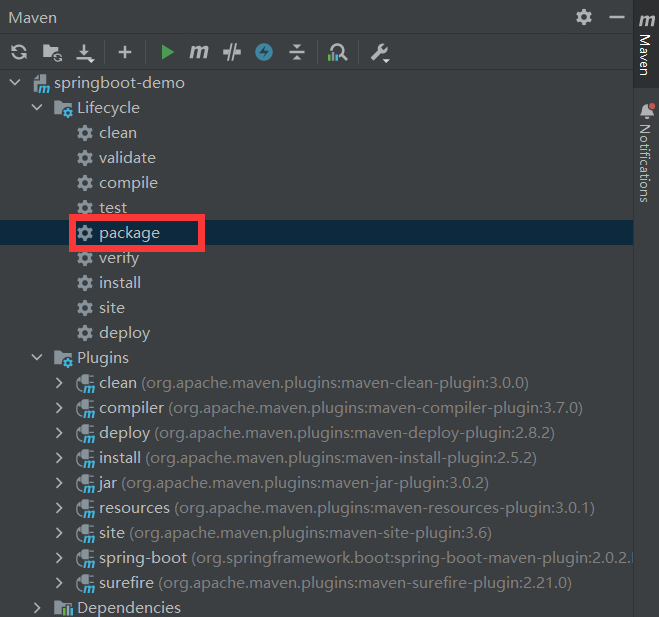 Maven
springboot-demo
Lifecycle
clean
validate
compile
test
package
verify
install
site
deploy
Plugins
clean (org.apache.maven.plugins:maven-clean-plugin:3.0.0)
compiler (org.apache.maven.plugins:maven-compiler-plugin:3.7.0)
deploy (org.apache.maven.plugins:maven-deploy-plugin:2.8.2)
install (org.apache.maven.plugins:maven-install-plugin:2.5.2)
jar (org.apache.maven.plugins:maven-jar-plugin:3.0.2)
resources (org.apache.maven.plugins:maven-resources-plugin:3.0.1)
site (org.apache.maven.plugins:maven-site-plugin:3.6)
spring-boot (org.springframework.boot:spring-boot-maven-plugin:2.0.2.
surefire (org.apache.maven.plugins:maven-surefire-plugin:2.21.0)
Dependencies
Maven
Notifications